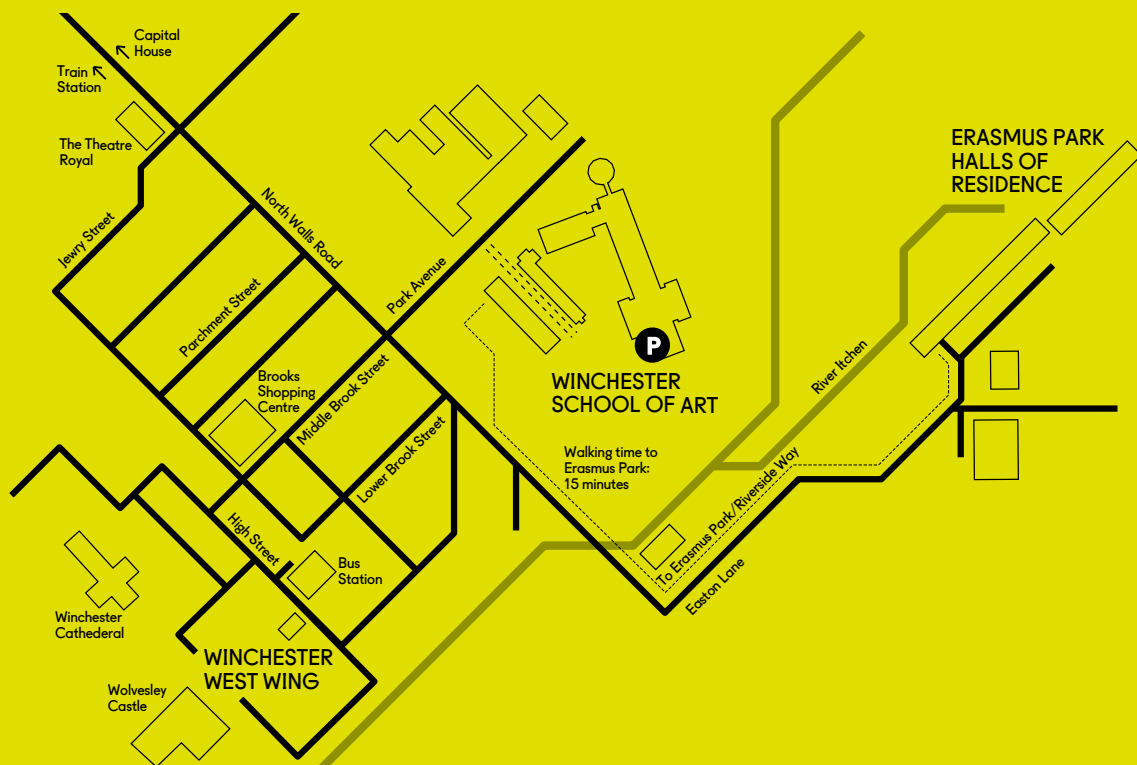 Capital
House
Train
Station
The Theatre
Royal
Jewry Street
North Walls Road
Parchment Street
Park Avenue
Brooks
Shopping
Centre
Middle Brook Street
Lower Brook Street
High Street
Bus
Station
Winchester
Cathederal
WINCHESTER
WEST WING
Wolvesley
Castle
P
WINCHESTER
SCHOOL OF ART
Walking time to
Erasmus Park:
15 minutes
River Itchen
To Erasmus Park/Riverside Way
Easton Lane
ERASMUS PARK
HALLS OF
RESIDENCE